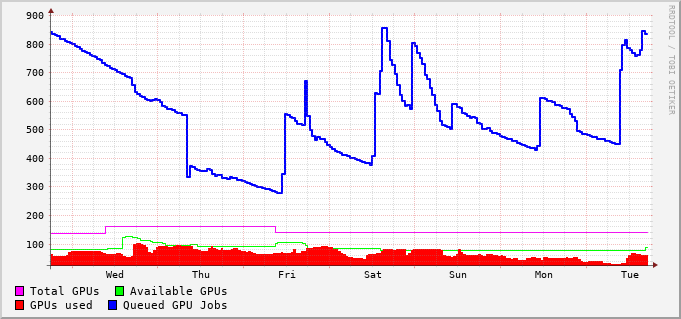 900
800
700
600
500
400
300
200
100
Wed Thu Fri Sat Sun Mon Tue
Total GPUs Available GPUs
GPUs used Queued GPU Jobs
RRDTOOL / TOBI OETIKER